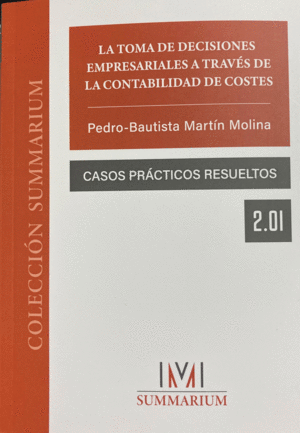 LA TOMA DE DECISIONES
EMPRESARIALES A TRAVÉS DE
LA CONTABILIDAD DE COSTES
Pedro-Bautista Martín Molina
CASOS PRÁCTICOS RESUELTOS
2.01
COLECCIÓN SUMMARIUM
SUMMARIUM